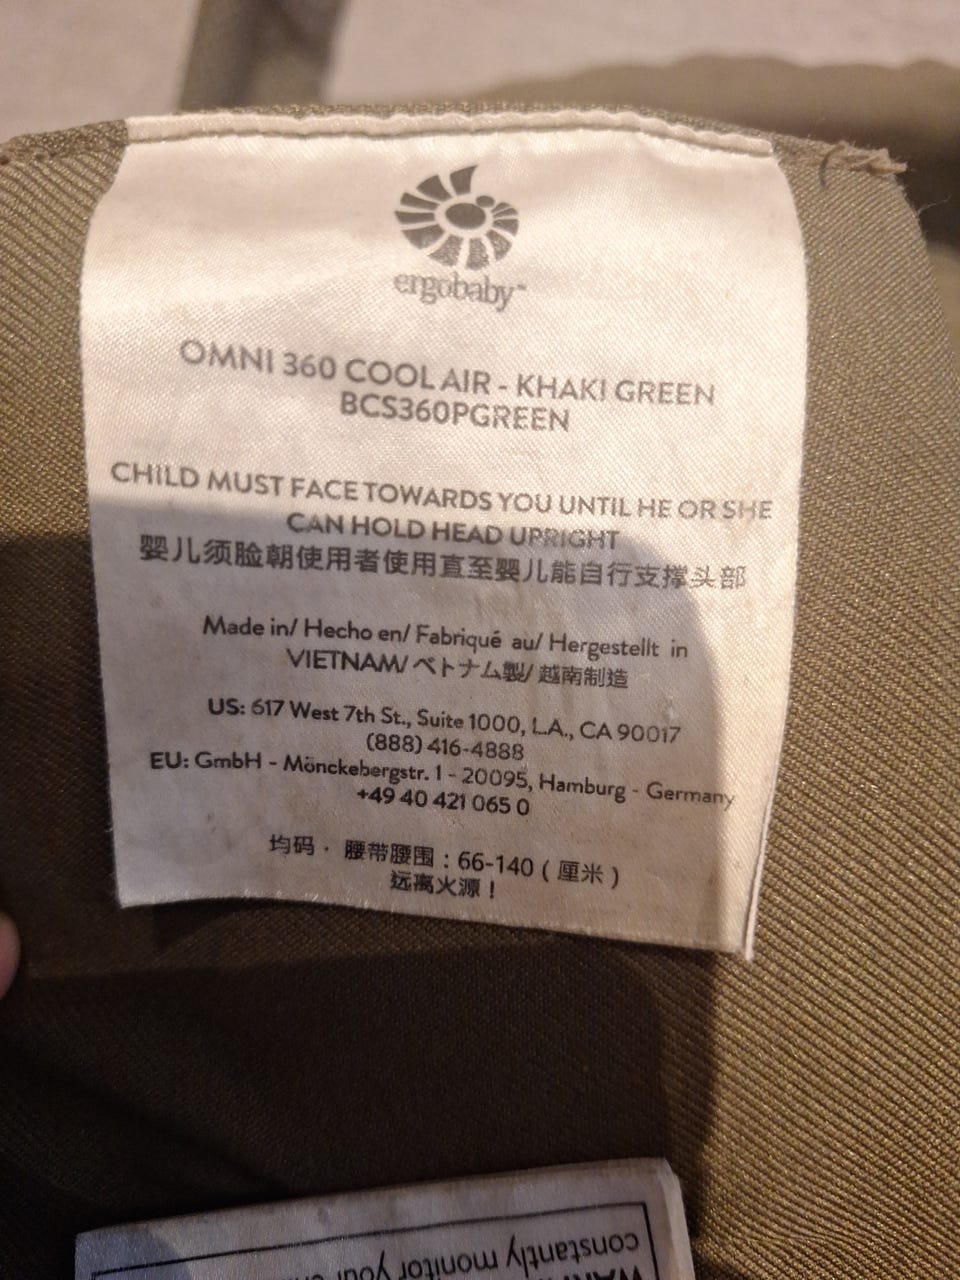 ergobaby™
OMNI 360 COOL AIR - KHAKI GREEN
BCS360PGREEN
CHILD MUST FACE TOWARDS YOU UNTIL HE OR SHE
CAN HOLD HEAD UPRIGHT
婴儿须脸朝使用者使用直至婴儿能自行支撑头部
Made in/ Hecho en/ Fabriqué au/ Hergestellt in
VIETNAM/ ベトナム製/ 越南制造
US: 617 West 7th St., Suite 1000, L.A., CA 90017
(888) 416-4888
EU: GmbH - Mönckebergstr. 1 - 20095, Hamburg - Germany
+49 40 421 065 0
均码 · 腰带腰围 : 66-140 ( 厘米 )
远离火源 !
constantly monitor your